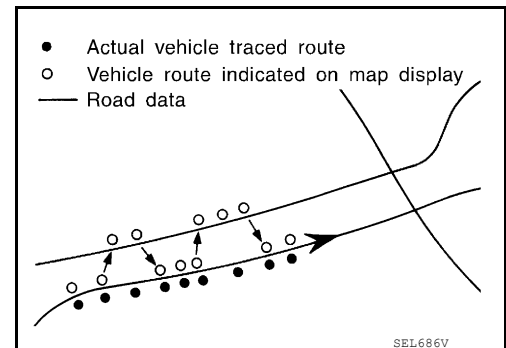 Actual vehicle traced route
Vehicle route indicated on map display
Road data
SEL686V